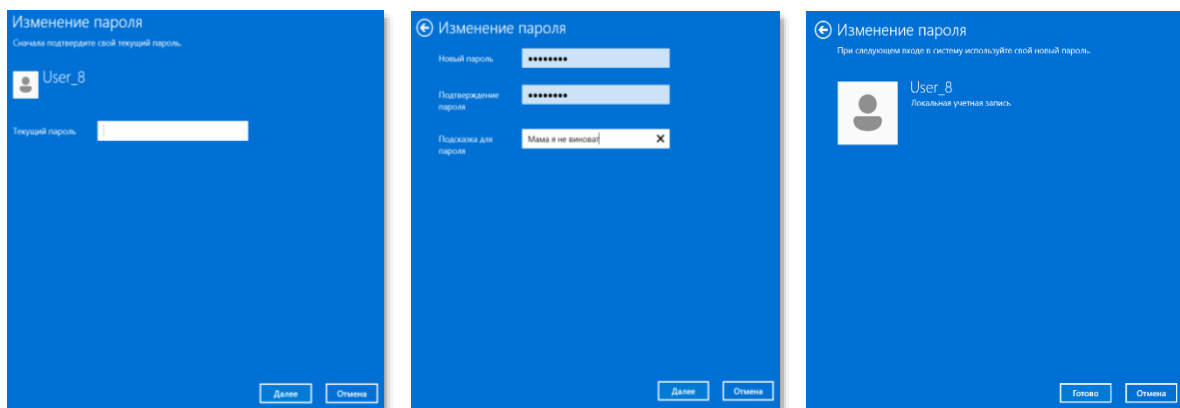 Изменение пароля
Сначала подтвердите свой текущий пароль.
User_8
Текущий пароль
Далее
Отмена
Изменение пароля
Новый пароль
Подтверждение
пароля
Подсказка для
пароля
Мама я не виноват
Далее
Отмена
Изменение пароля
При следующем входе в систему используйте свой новый пароль.
User_8
Локальная учетная запись
Готово
Отмена